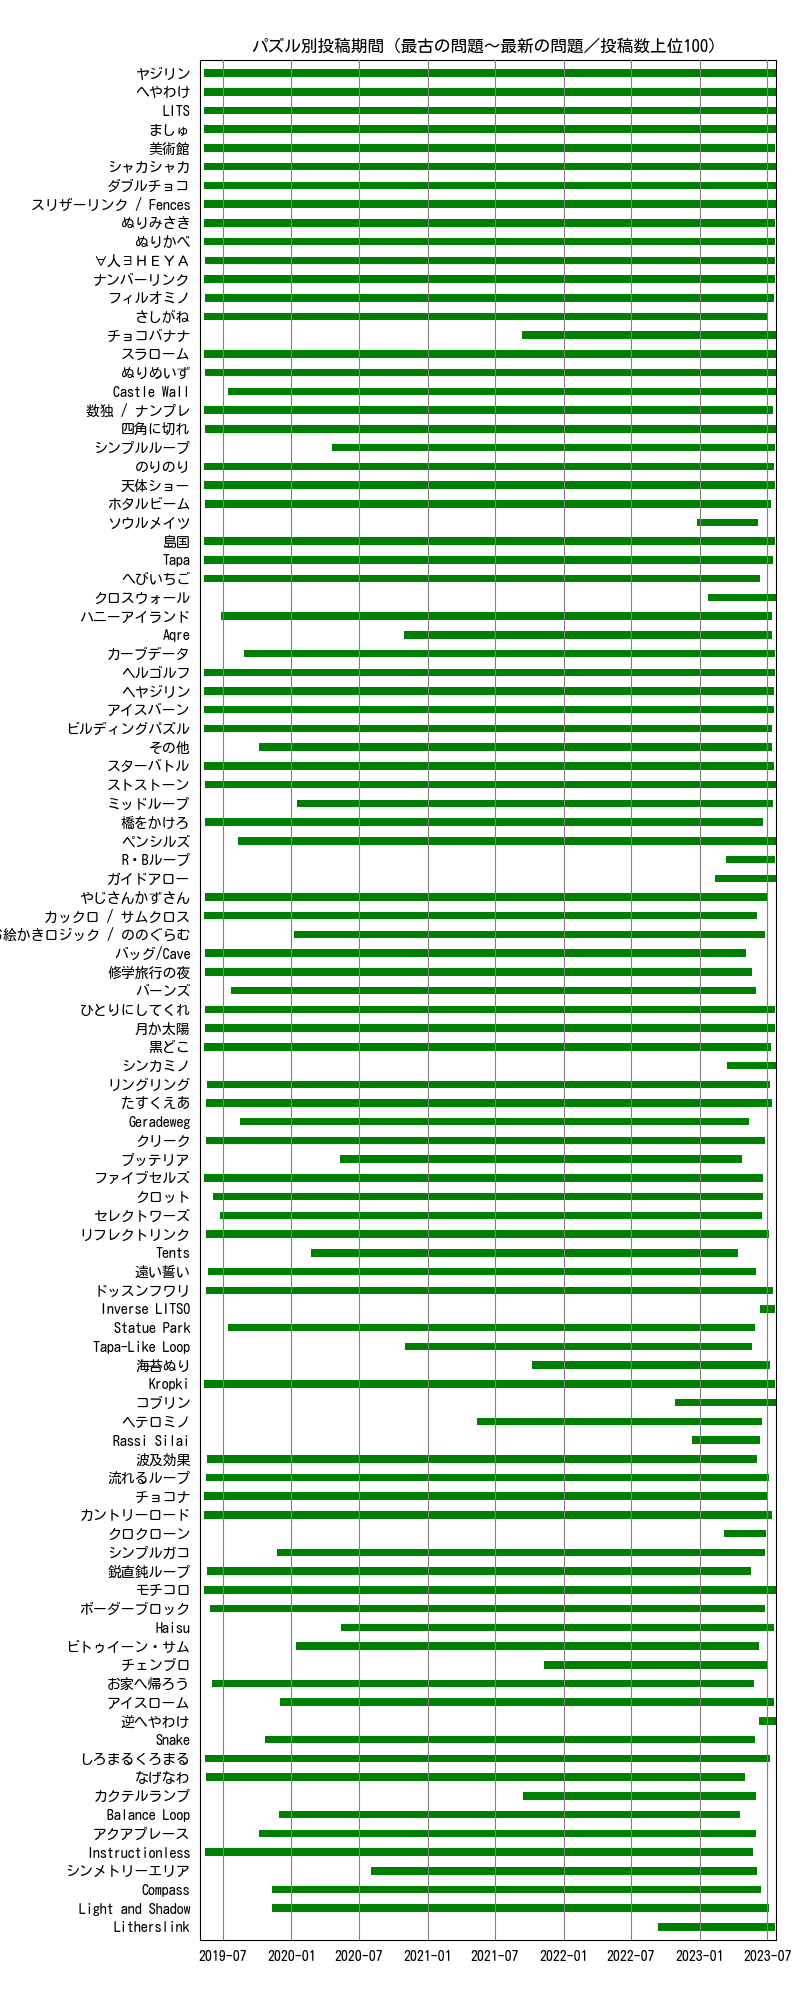 パズル別投稿期間（最古の問題～最新の問題／投稿数上位100）
ヤジリン
へやわけ
LITS
ましゅ
美術館
シャカシャカ
ダブルチョコ
スリザーリンク / Fences
ぬりみさき
ぬりかべ
∀人∃ＨＥＹＡ
ナンバーリンク
フィルオミノ
さしがね
チョコバナナ
スラローム
ぬりめいず
Castle Wall
数独 / ナンプレ
四角に切れ
シンプルループ
のりのり
天体ショー
ホタルビーム
ソウルメイツ
島国
Tapa
へびいちご
クロスウォール
ハニーアイランド
Aqre
カーブデータ
ヘルゴルフ
ヘヤジリン
アイスバーン
ビルディングパズル
その他
スターバトル
ストストーン
ミッドループ
橋をかけろ
ペンシルズ
R・Bループ
ガイドアロー
やじさんかずさん
カックロ / サムクロス
絵かきロジック / ののぐらむ
バッグ/Cave
修学旅行の夜
バーンズ
ひとりにしてくれ
月か太陽
黒どこ
シンカミノ
リングリング
たすくえあ
Geradeweg
クリーク
プッテリア
ファイブセルズ
クロット
セレクトワーズ
リフレクトリンク
Tents
遠い誓い
ドッスンフワリ
Inverse LITSO
Statue Park
Tapa-Like Loop
海苔ぬり
Kropki
コブリン
ヘテロミノ
Rassi Silai
波及効果
流れるループ
チョコナ
カントリーロード
クロクローン
シンプルガコ
鋭直鈍ループ
モチコロ
ボーダーブロック
Haisu
ビトゥイーン・サム
チェンブロ
お家へ帰ろう
アイスローム
逆へやわけ
Snake
しろまるくろまる
なげなわ
カクテルランプ
Balance Loop
アクアプレース
Instructionless
シンメトリーエリア
Compass
Light and Shadow
Litherslink
2019-07 2020-01 2020-07 2021-01 2021-07 2022-01 2022-07 2023-01 2023-07